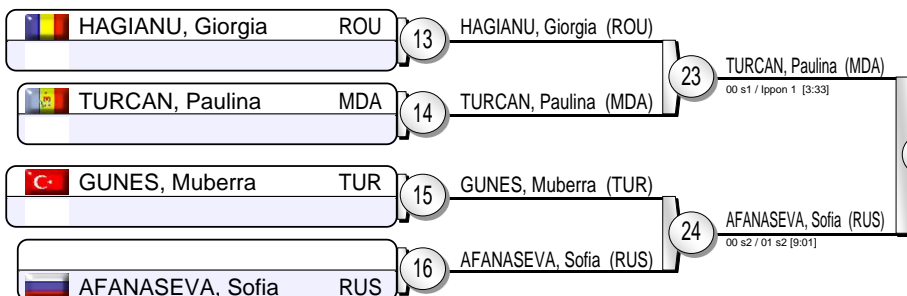 HAGIANU, Giorgia ROU
13
HAGIANU, Giorgia (ROU)
23
TURCAN, Paulina (MDA)
00 s1 / Ippon 1 [3:33]
TURCAN, Paulina MDA
14
TURCAN, Paulina (MDA)
GUNES, Muberra TUR
15
GUNES, Muberra (TUR)
24
AFANASEVA, Sofia (RUS)
00 s2 / 01 s2 [9:01]
16
AFANASEVA, Sofia (RUS)
AFANASEVA, Sofia RUS